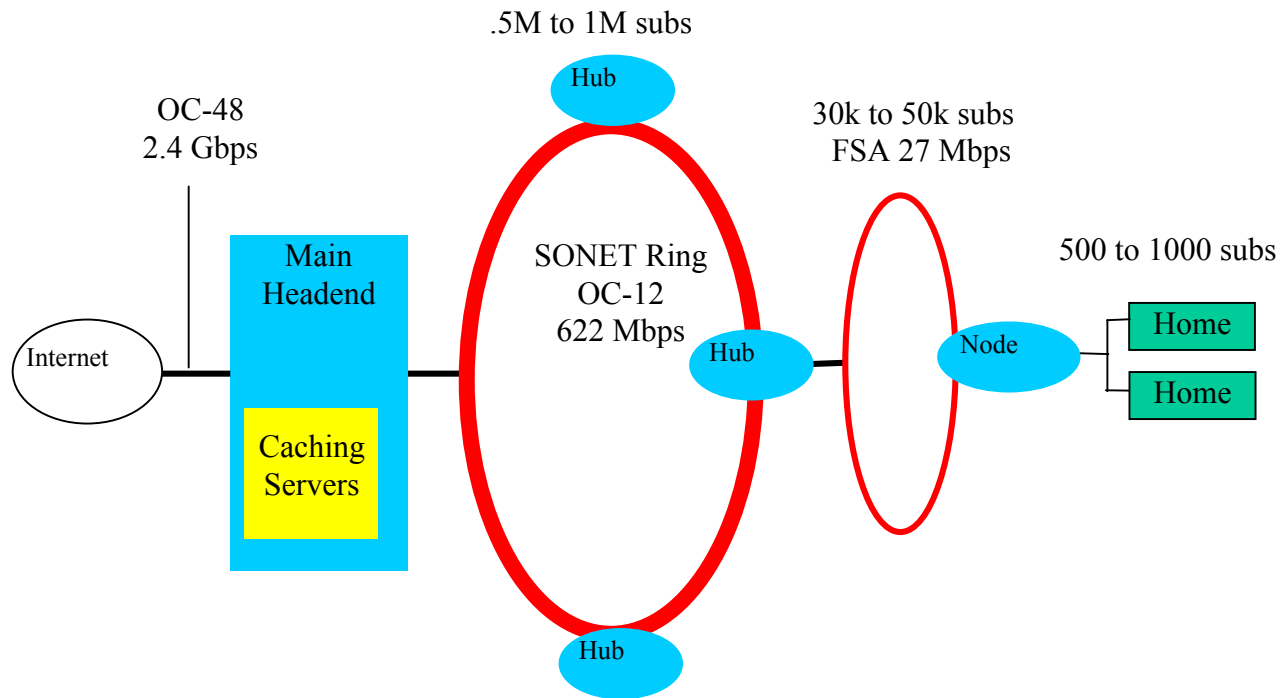 .5M to 1M subs
Hub
OC-48
2.4 Gbps
30k to 50k subs
FSA 27 Mbps
Main
Headend
SONET Ring
OC-12
622 Mbps
500 to 1000 subs
Internet
Hub
Node
Home
Home
Caching
Servers
Hub